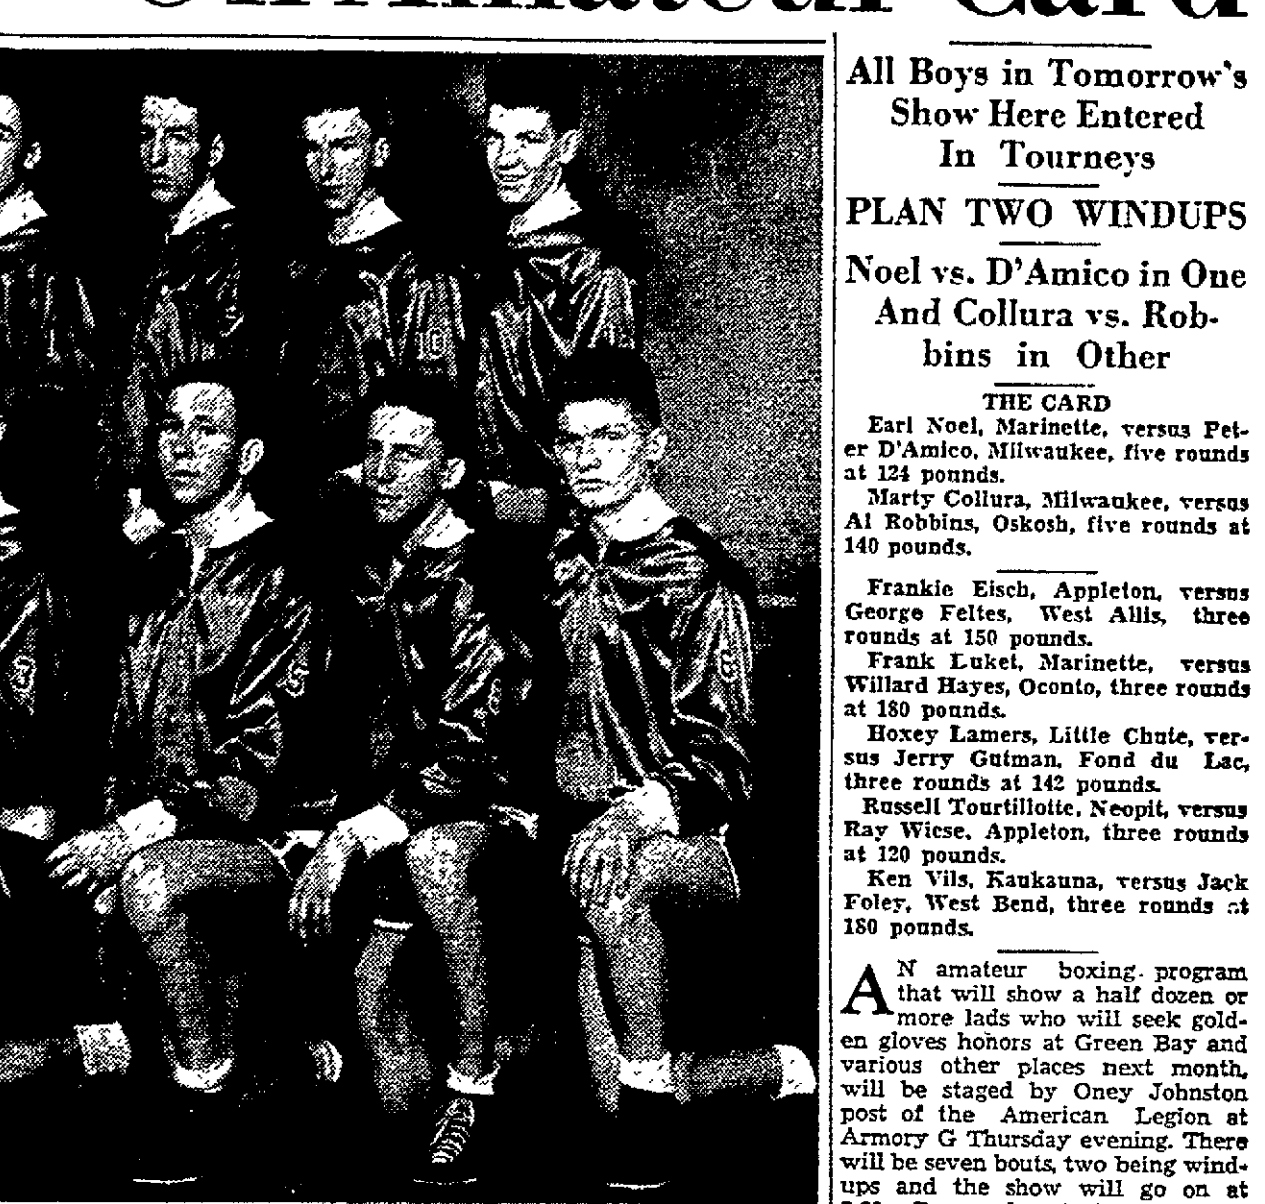 Amateur Card
All Boys in Tomorrow's
Show Here Entered
In Tourneys
PLAN TWO WINDUPS
Noel vs. D'Amico in One
And Collura vs. Rob-
bins in Other
THE CARD
Earl Noel, Marinette, versus Pet-
er D'Amico, Milwaukee, five rounds
at 124 pounds.
Marty Collura, Milwaukee, versus
Al Robbins, Oskosh, five rounds at
140 pounds.
Frankie Eisch, Appleton, versus
George Feltes, West Allis, three
rounds at 150 pounds.
Frank Luket, Marinette, versus
Willard Hayes, Oconto, three rounds
at 180 pounds.
Hoxey Lamers, Little Chute, ver-
sus Jerry Gutman, Fond du Lac,
three rounds at 142 pounds.
Russell Tourtillotte, Neopit, versus
Ray Wiese, Appleton, three rounds
at 120 pounds.
Ken Vils, Kaukauna, versus Jack
Foley, West Bend, three rounds at
180 pounds.
AN amateur boxing program
that will show a half dozen or
more lads who will seek gold-
en gloves honors at Green Bay and
various other places next month,
will be staged by Oney Johnston
post of the American Legion at
Armory G Thursday evening. There
will be seven bouts, two being wind-
ups and the show will go on at